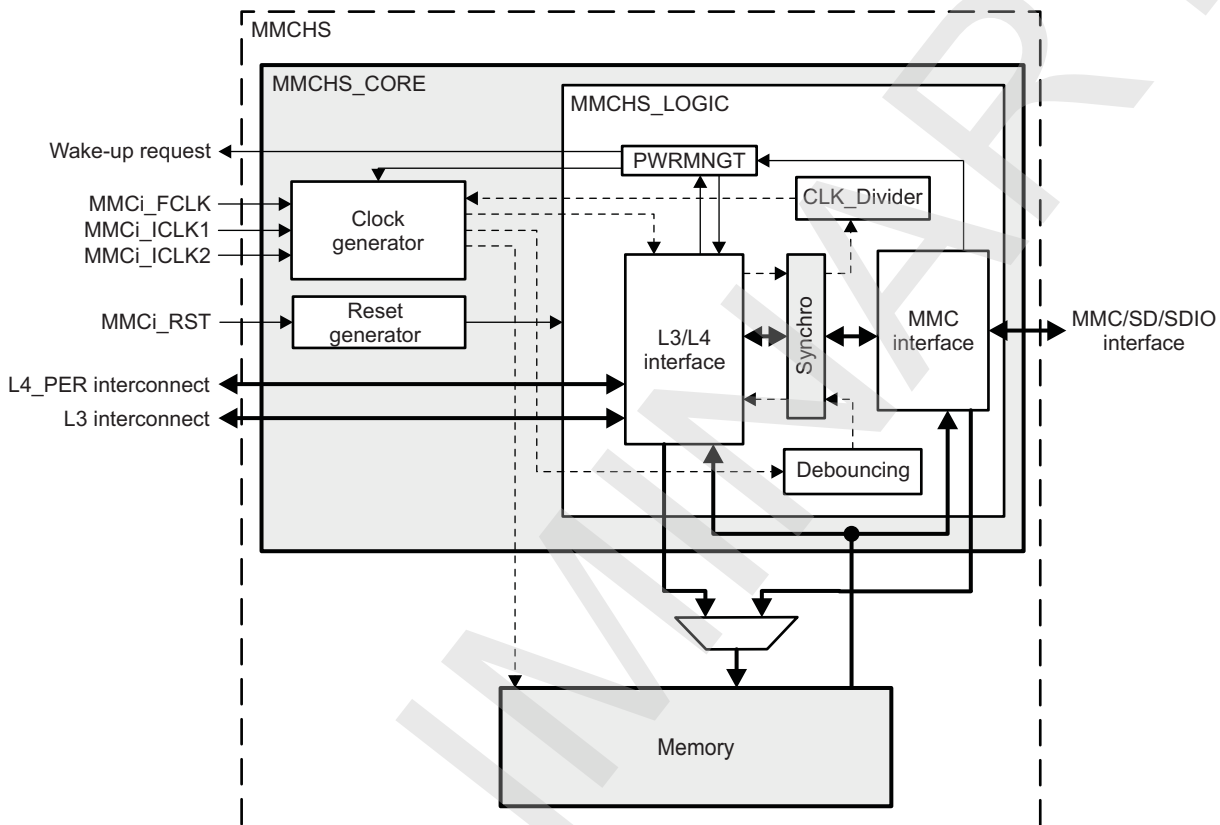 MMCHS
MMCHS_CORE
MMCHS_LOGIC
Wake-up request
PWRMNGT
MMCi_FCLK
MMCi_ICLK1
MMCi_ICLK2
Clock
generator
CLK_Divider
MMCi_RST
Reset
generator
L3/L4
interface
Synchro
MMC
interface
MMC/SD/SDIO
interface
L4_PER interconnect
L3 interconnect
Debouncing
Memory